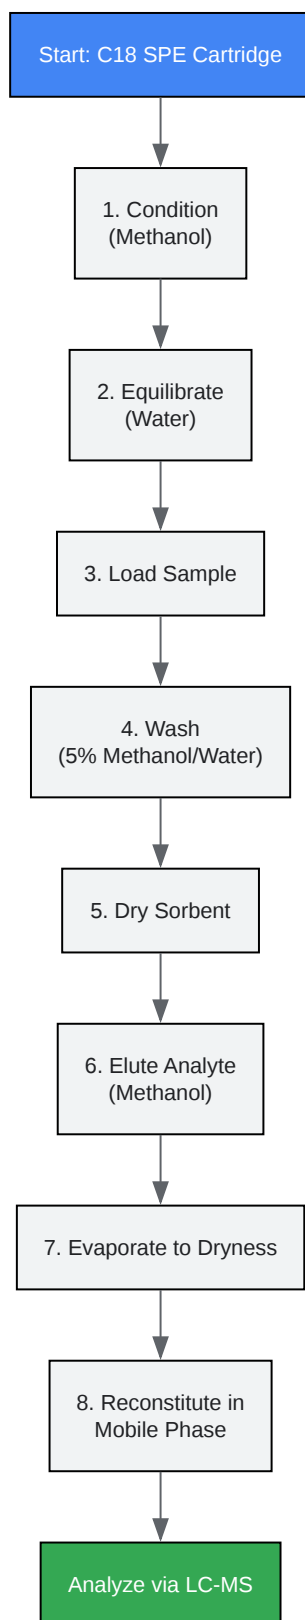 Start: C18 SPE Cartridge
1. Condition
(Methanol)
2. Equilibrate
(Water)
3. Load Sample
4. Wash
(5% Methanol/Water)
5. Dry Sorbent
6. Elute Analyte
(Methanol)
7. Evaporate to Dryness
8. Reconstitute in
Mobile Phase
Analyze via LC-MS